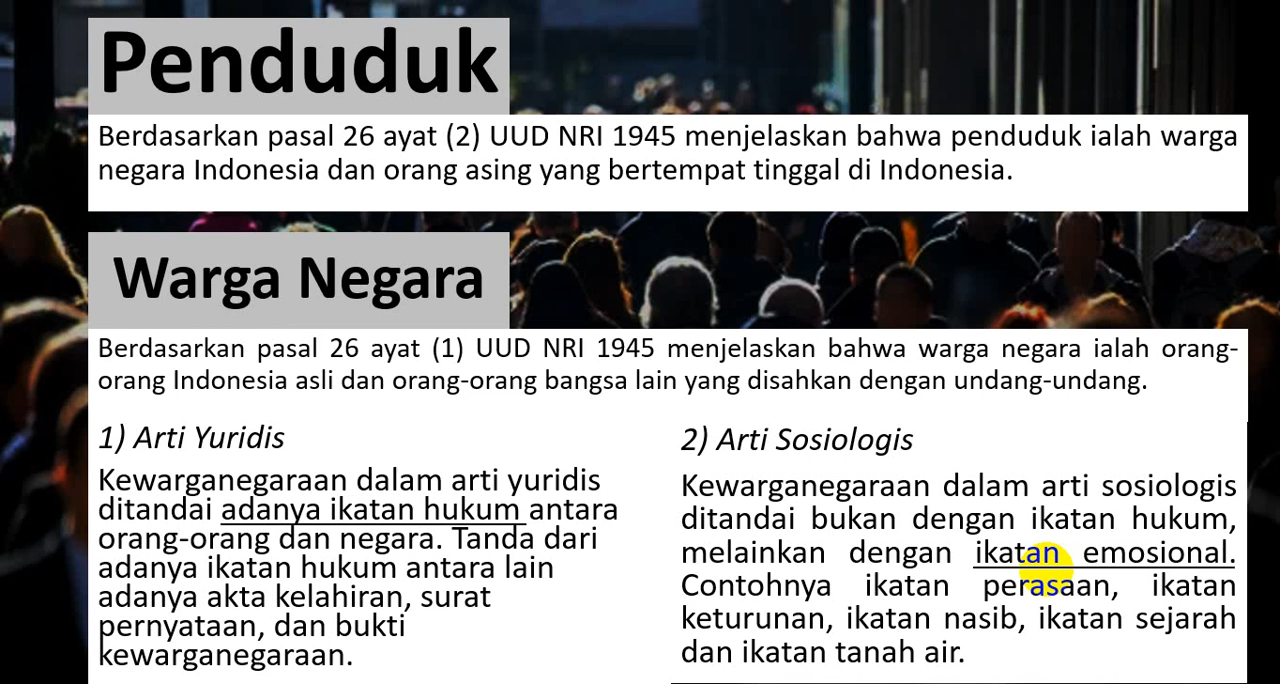 Penduduk
Berdasarkan pasal 26 ayat (2) UUD NRI 1945 menjelaskan bahwa penduduk ialah warga
negara Indonesia dan orang asing yang bertempat tinggal di Indonesia.
Warga Negara
Berdasarkan pasal 26 ayat (1) UUD NRI 1945 menjelaskan bahwa warga negara ialah orang-
orang Indonesia asli dan orang-orang bangsa lain yang disahkan dengan undang-undang.
1) Arti Yuridis
Kewarganegaraan dalam arti yuridis
ditandai adanya ikatan hukum antara
orang-orang dan negara. Tanda dari
adanya ikatan hukum antara lain
adanya akta kelahiran, surat
pernyataan, dan bukti
kewarganegaraan.
2) Arti Sosiologis
Kewarganegaraan dalam arti sosiologis
ditandai bukan dengan ikatan hukum,
melainkan dengan ikatan emosional.
Contohnya ikatan perasaan, ikatan
keturunan, ikatan nasib, ikatan sejarah
dan ikatan tanah air.